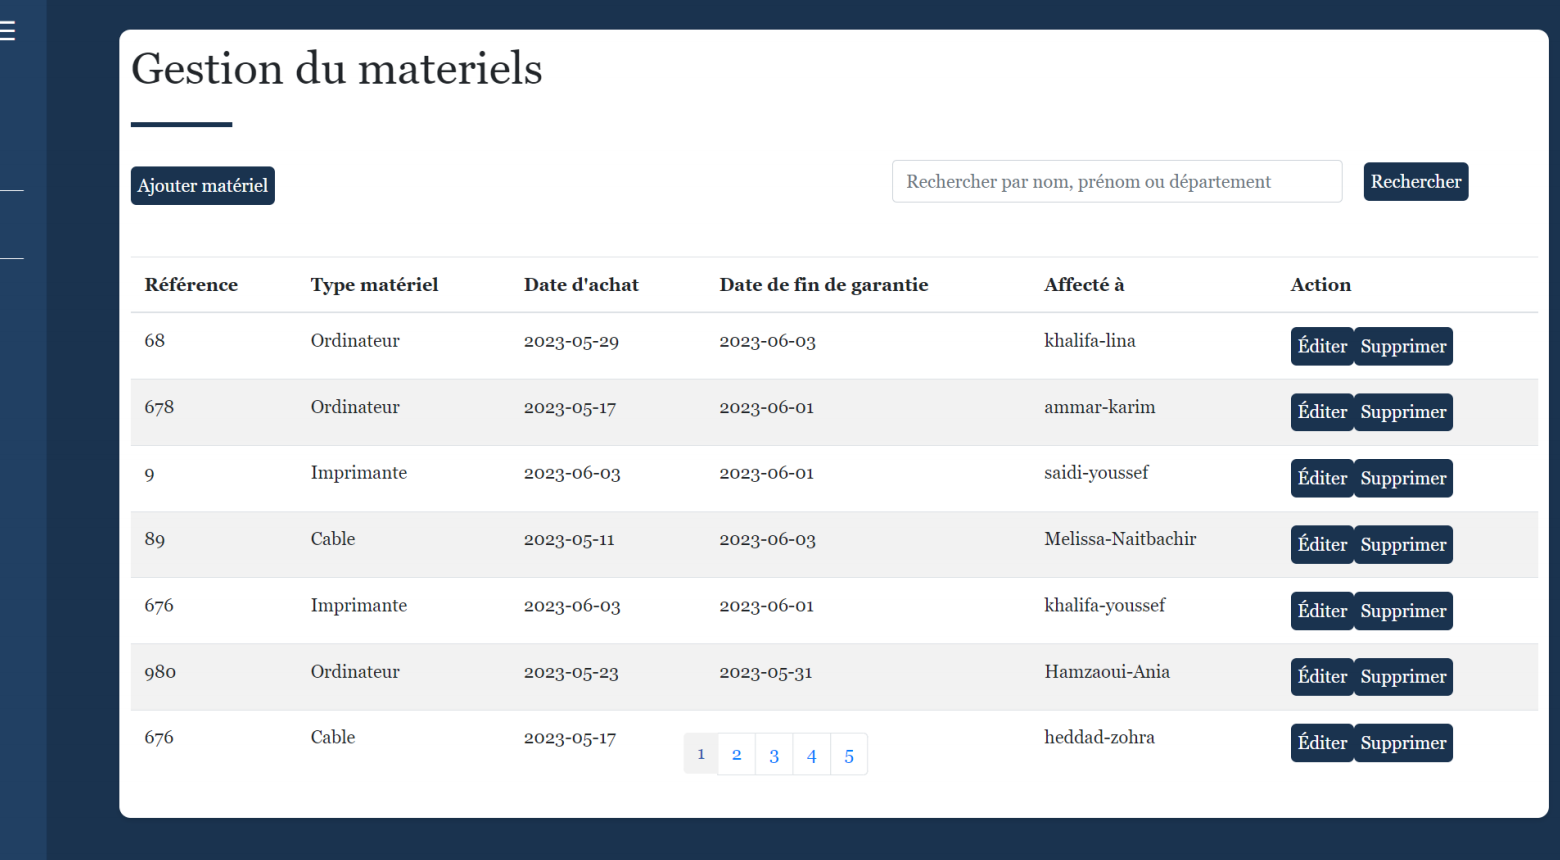 Gestion du materiels
Ajouter matériel Rechercher par nom, prénom ou département Rechercher
Référence Type matériel Date d'achat Date de fin de garantie Affecté à Action
68 Ordinateur 2023-05-29 2023-06-03 khalifa-lina Éditer Supprimer
678 Ordinateur 2023-05-17 2023-06-01 ammar-karim Éditer Supprimer
9 Imprimante 2023-06-03 2023-06-01 saidi-youssef Éditer Supprimer
89 Cable 2023-05-11 2023-06-03 Melissa-Naitbachir Éditer Supprimer
676 Imprimante 2023-06-03 2023-06-01 khalifa-youssef Éditer Supprimer
980 Ordinateur 2023-05-23 2023-05-31 Hamzaoui-Ania Éditer Supprimer
676 Cable 2023-05-17 heddad-zohra Éditer Supprimer
1 2 3 4 5